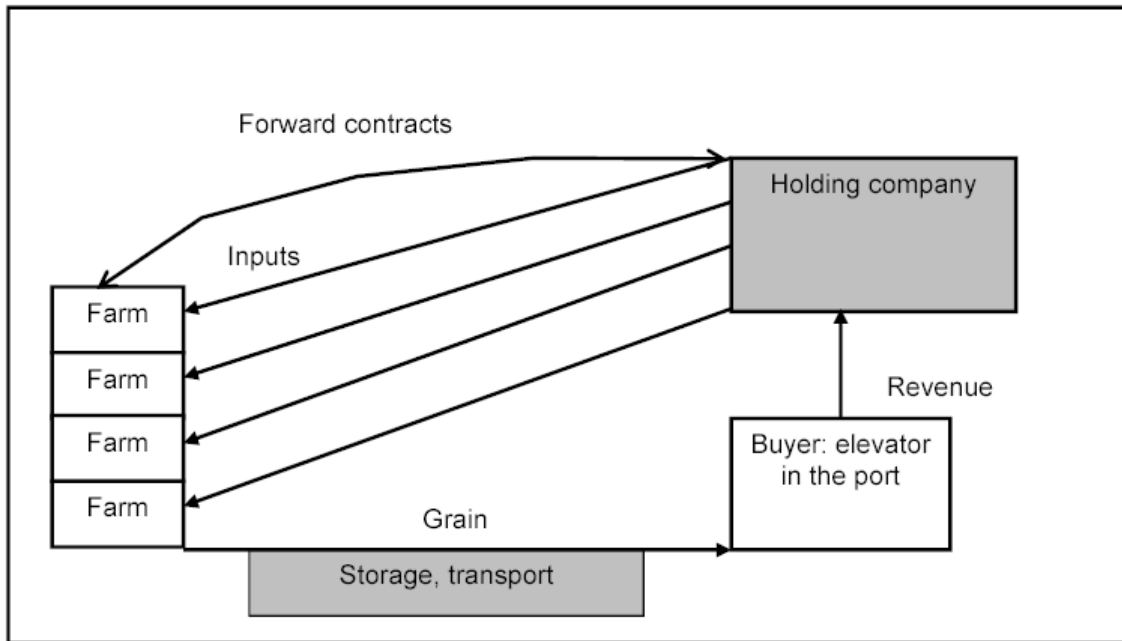 Forward contracts
Holding company
Inputs
Farm
Farm
Farm
Farm
Revenue
Buyer: elevator
in the port
Grain
Storage, transport